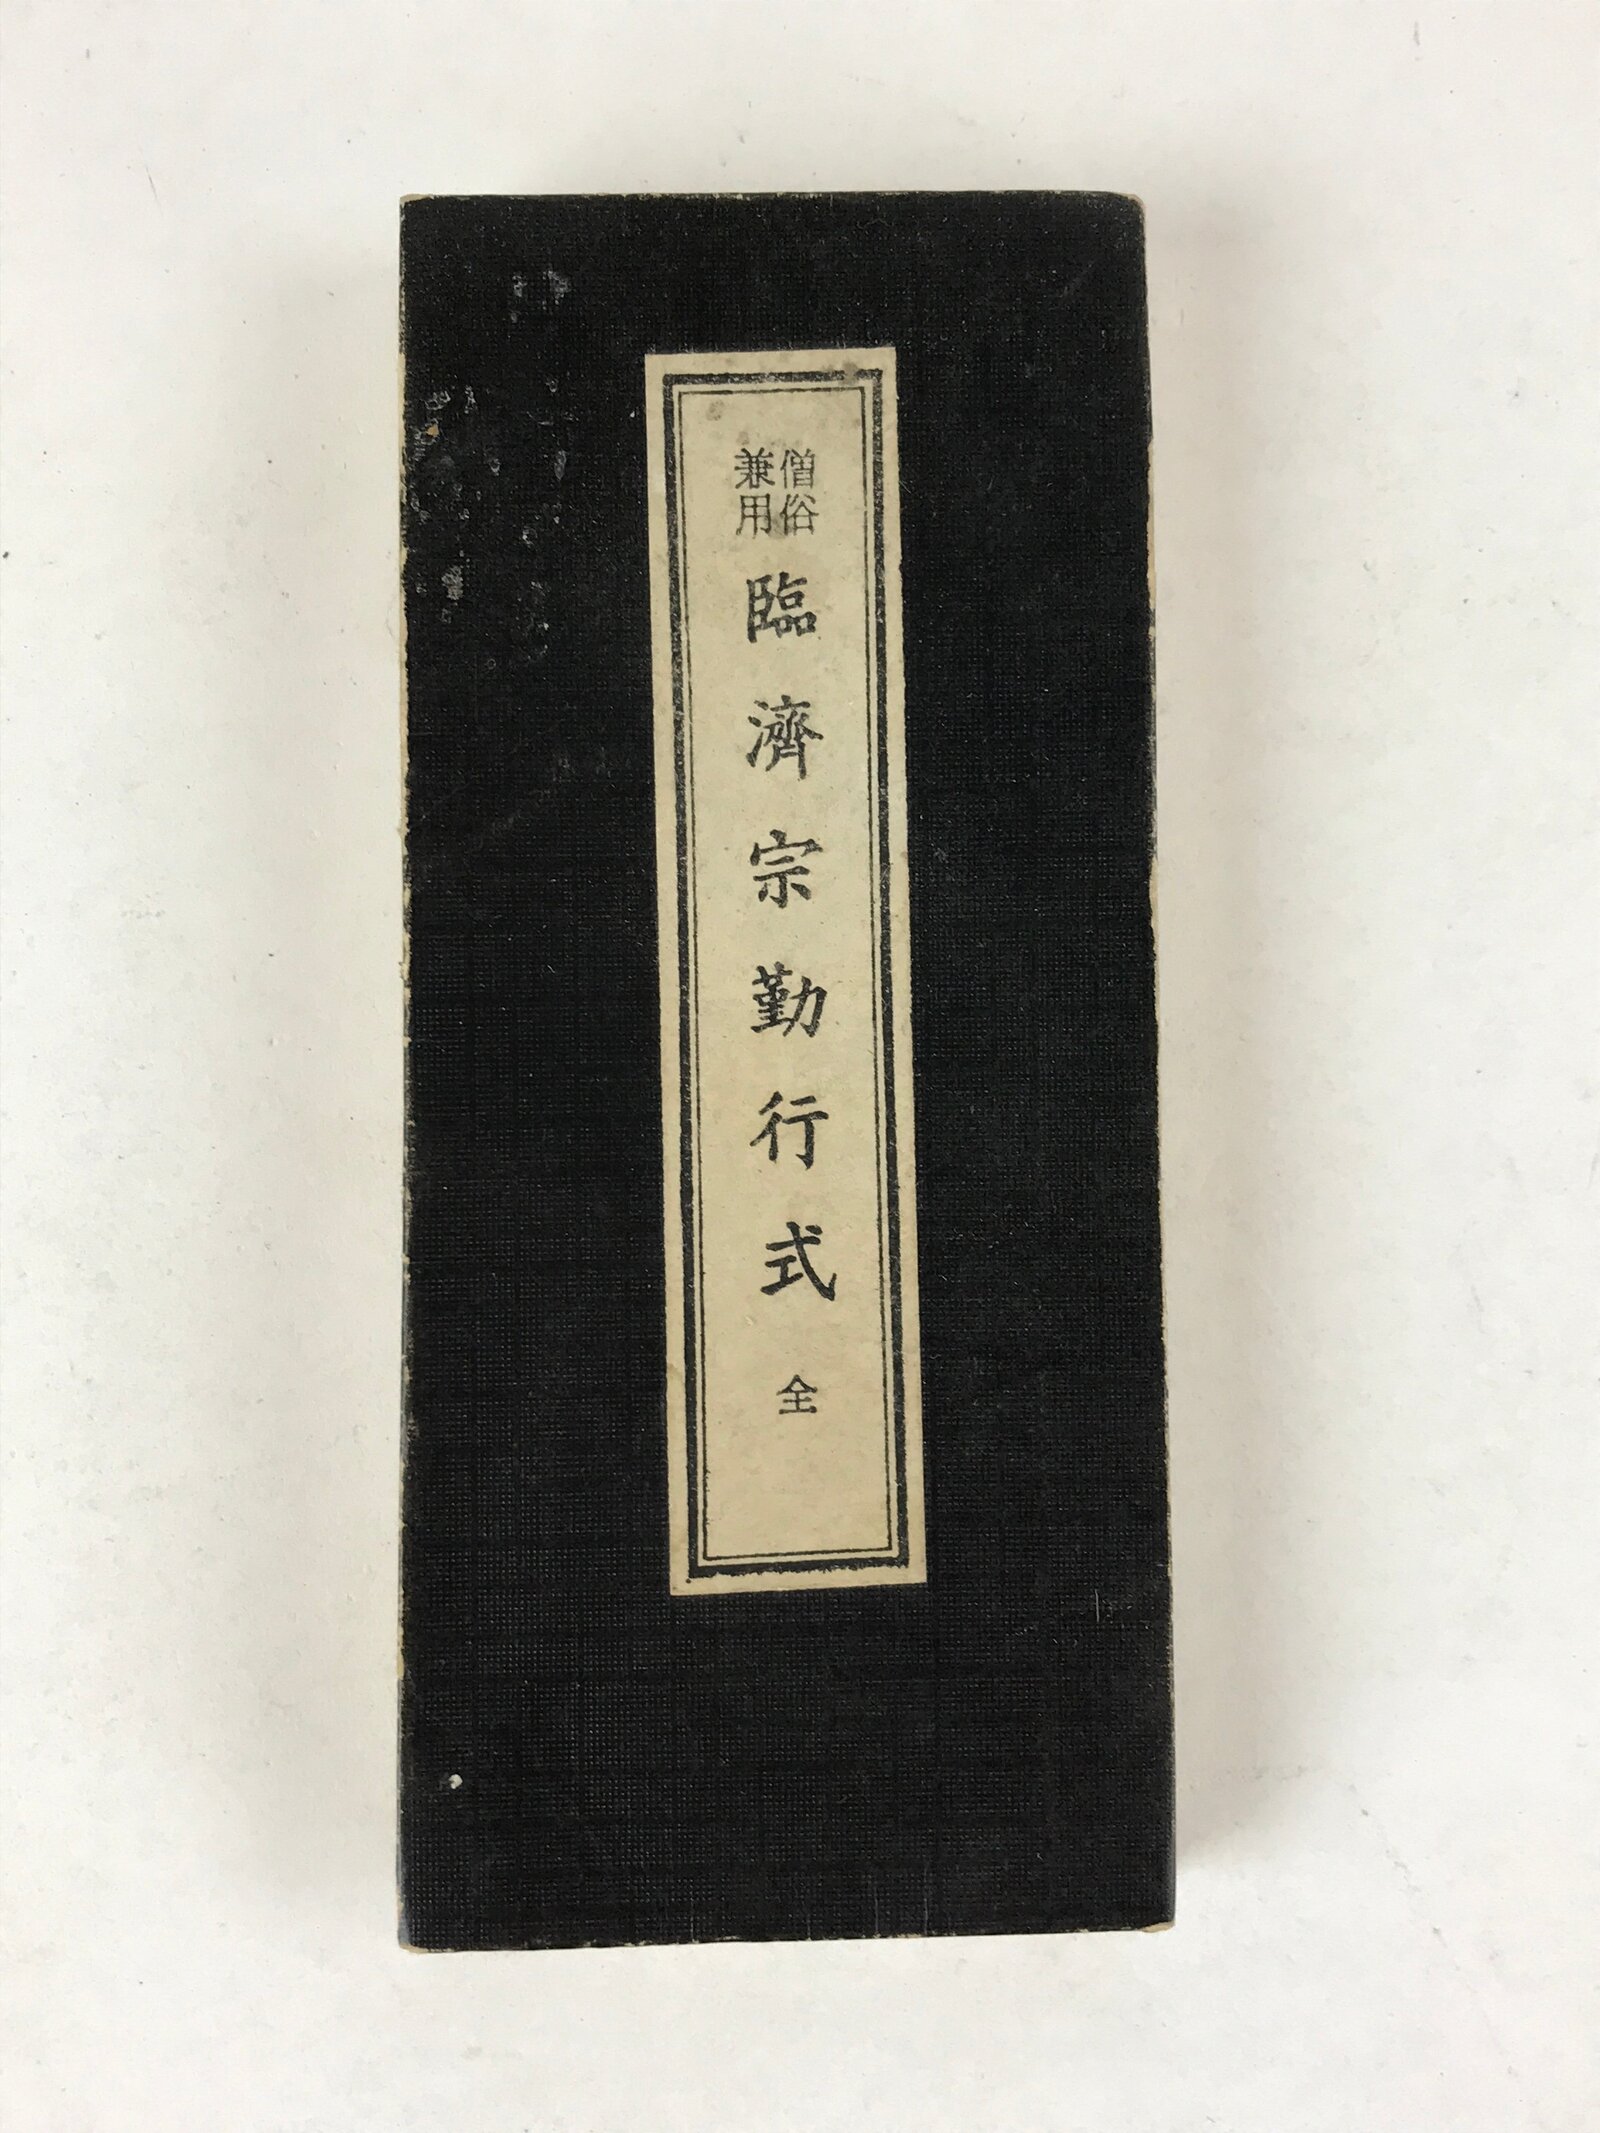 僧俗
兼用
臨濟宗勤行式 全